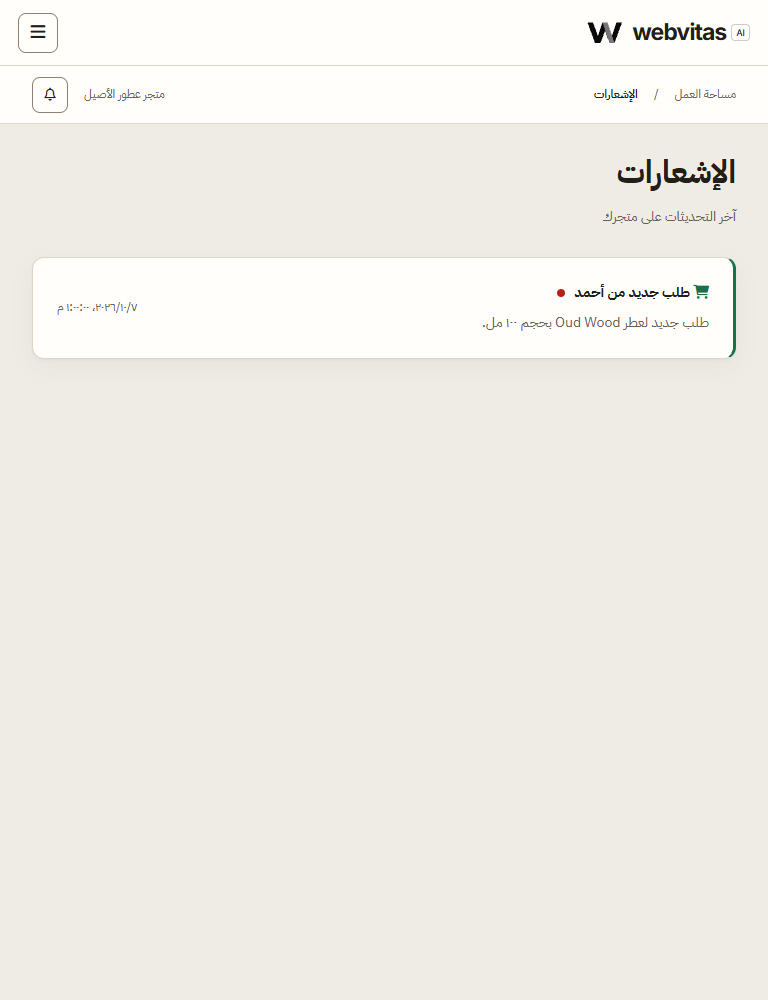 webvitas AI
مساحة العمل / الإشعارات
متجر عطور الأصيل
الإشعارات
آخر التحديثات على متجرك
طلب جديد من أحمد
طلب جديد لعطر Oud Wood بحجم ١٠٠ مل.
٢٠٢٦/١٠/٧، ١:٠٠:٠٠ م